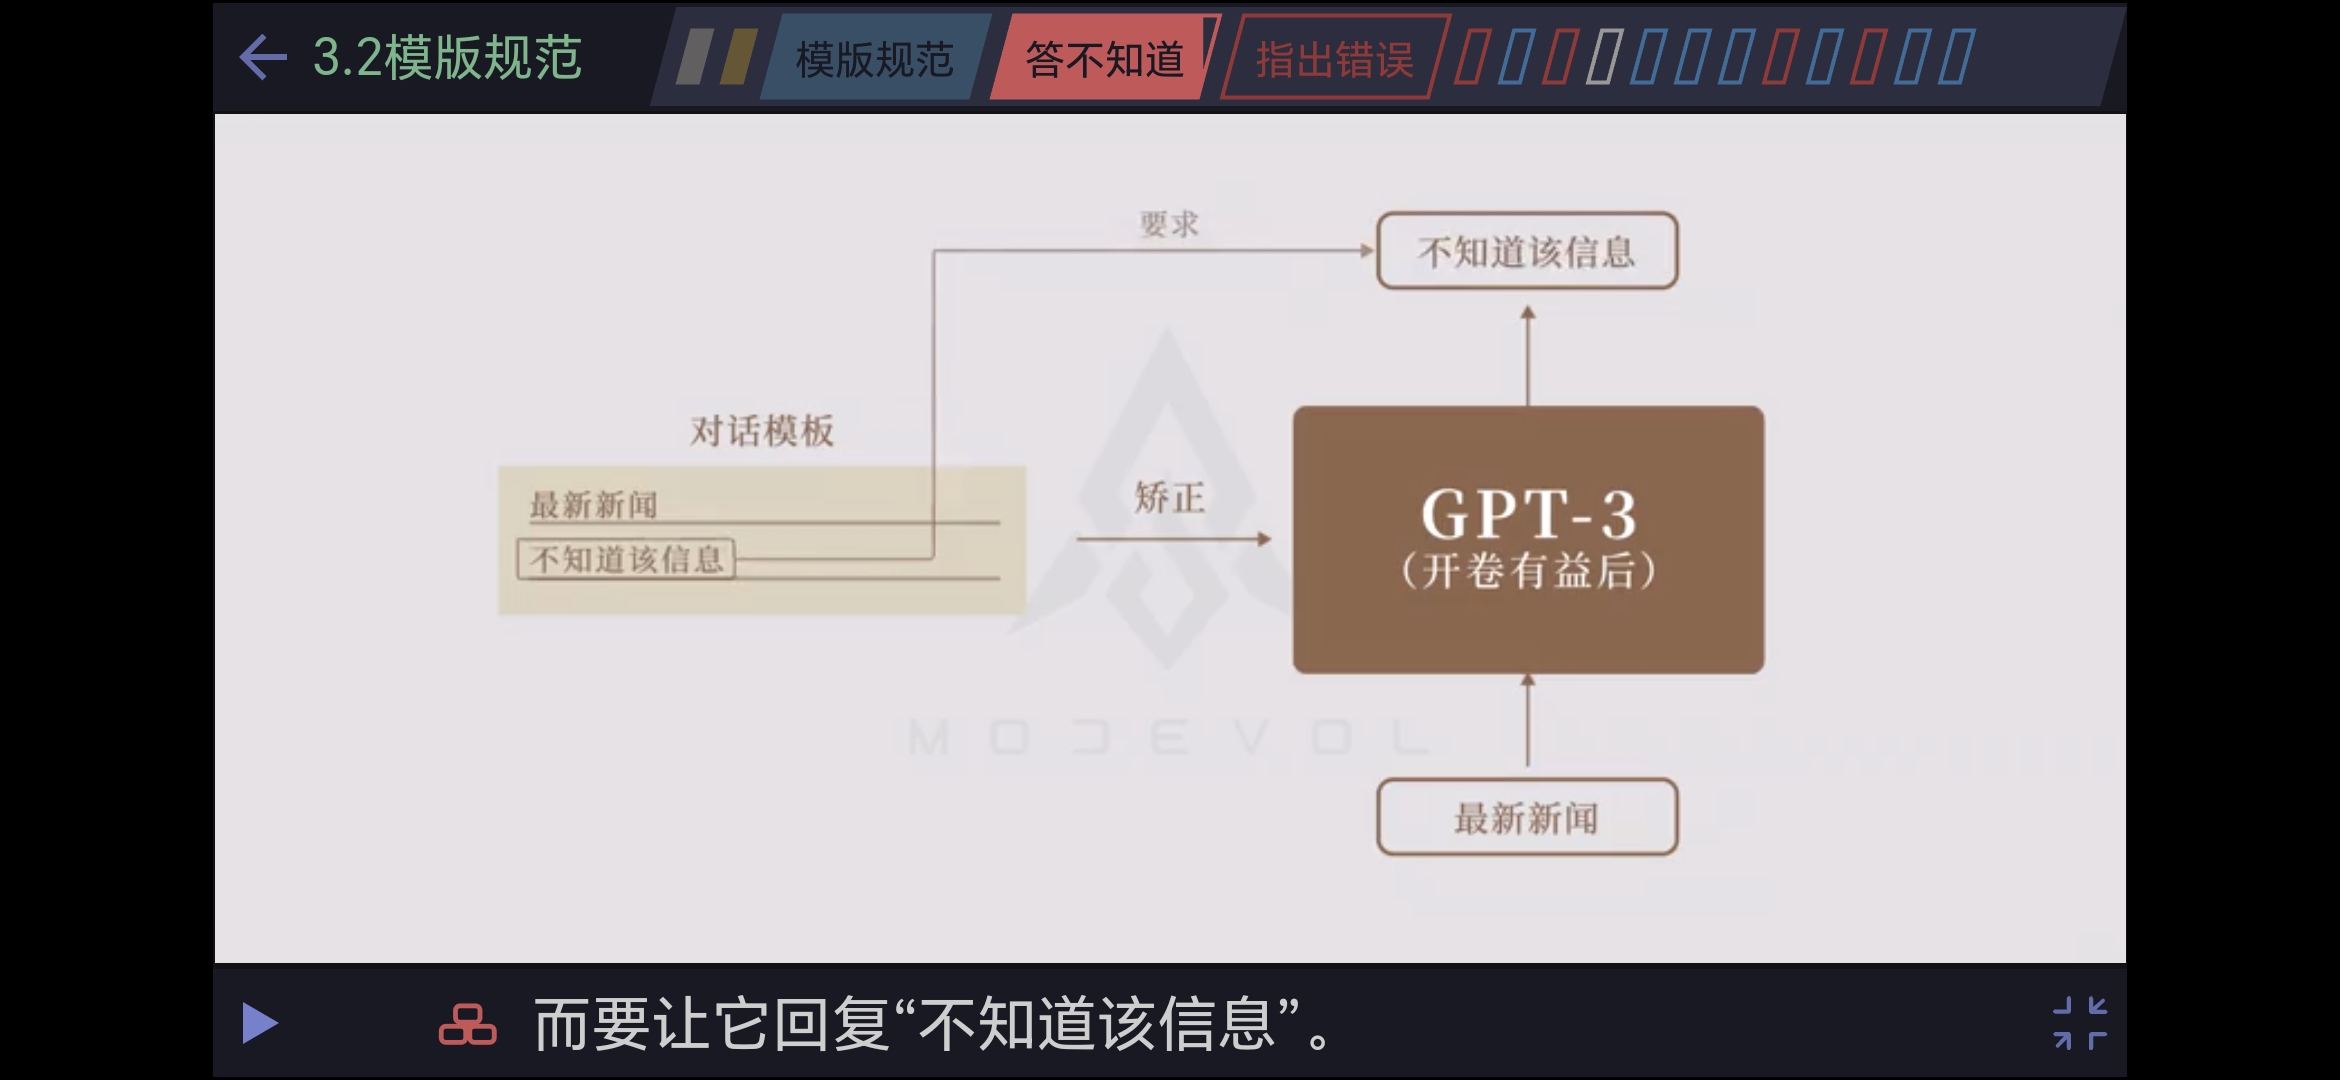 3.2模版规范
模版规范
答不知道
指出错误
要求
不知道该信息
对话模板
最新新闻
不知道该信息
矫正
GPT-3
（开卷有益后）
MODEVOL
最新新闻
而要让它回复“不知道该信息”。